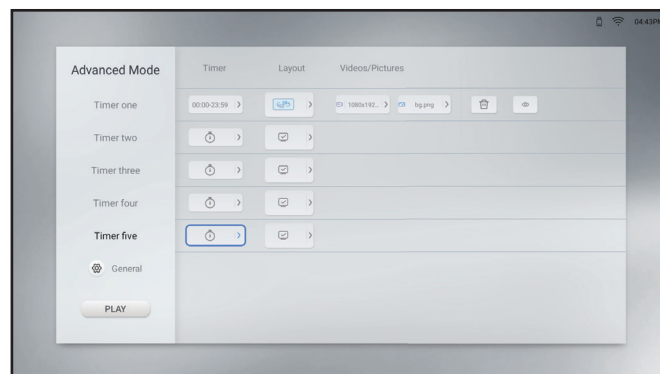 04:43PM
Advanced Mode Timer Layout Videos/Pictures
Timer one 00:00-23:59 1080x192.. bg.png
Timer two
Timer three
Timer four
Timer five
General
PLAY